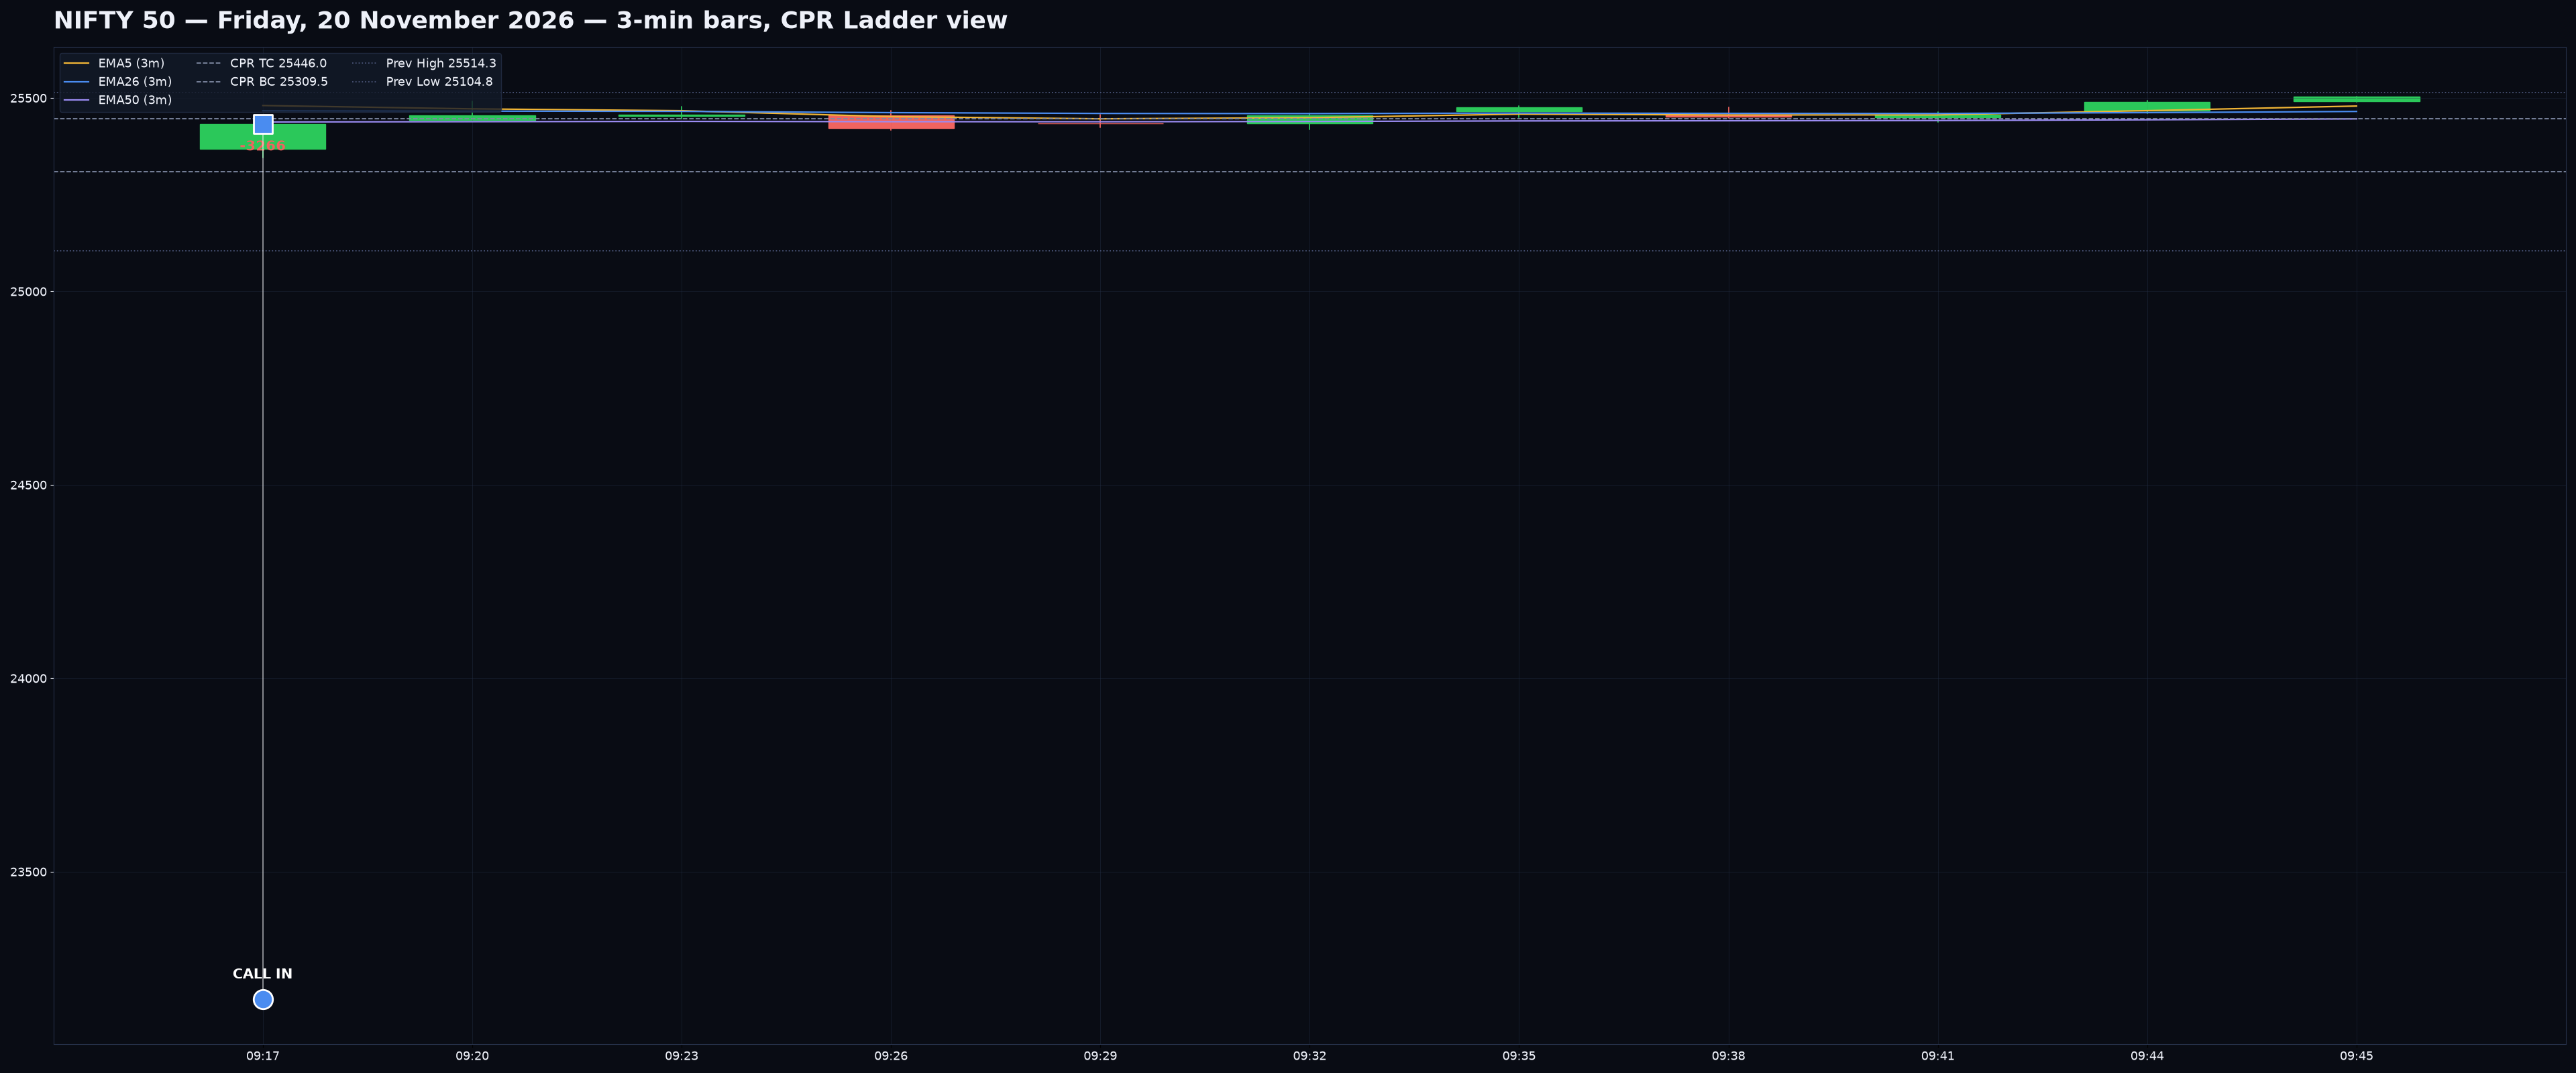 NIFTY 50 — Friday, 20 November 2026 — 3-min bars, CPR Ladder view
EMA5 (3m)
EMA26 (3m)
EMA50 (3m)
CPR TC 25446.0
CPR BC 25309.5
Prev High 25514.3
Prev Low 25104.8
25500
25000
24500
24000
23500
-3266
CALL IN
09:17 09:20 09:23 09:26 09:29 09:32 09:35 09:38 09:41 09:44 09:45